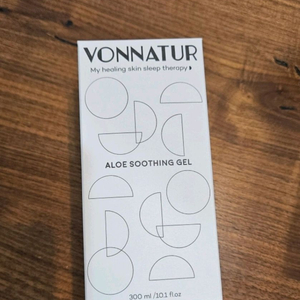 VONNATUR
My healing skin sleep therapy
ALOE SOOTHING GEL
300 ml / 10.1 fl.oz